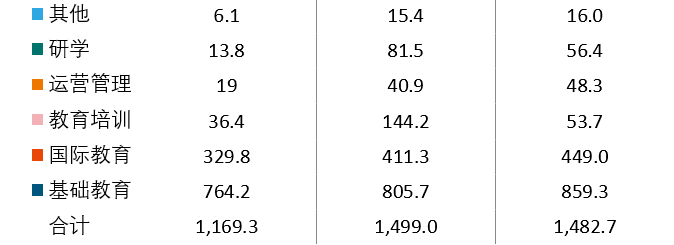 其他 6.1 15.4 16.0
研学 13.8 81.5 56.4
运营管理 19 40.9 48.3
教育培训 36.4 144.2 53.7
国际教育 329.8 411.3 449.0
基础教育 764.2 805.7 859.3
合计 1,169.3 1,499.0 1,482.7